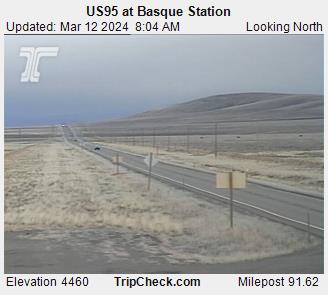 US95 at Basque Station
Updated: Mar 12 2024 8:04 AM Looking North
Elevation 4460 TripCheck.com Milepost 91.62